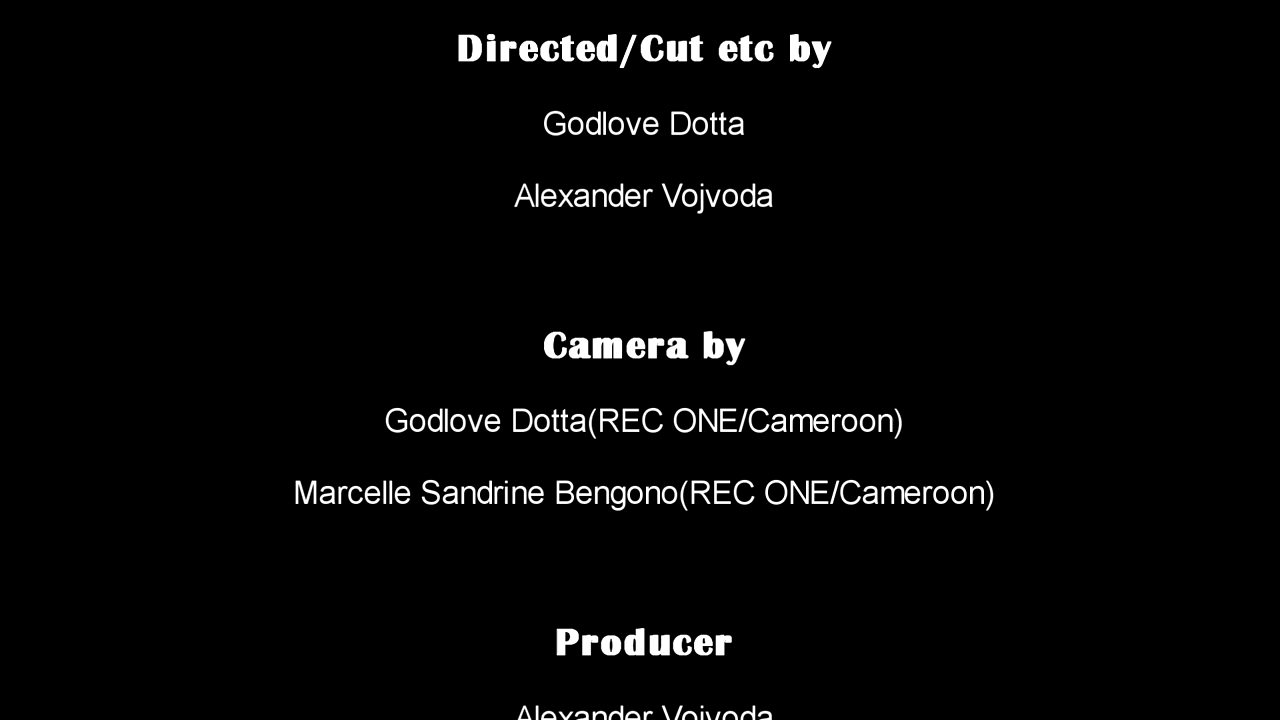 Directed/Cut etc by
Godlove Dotta
Alexander Vojvoda
Camera by
Godlove Dotta(REC ONE/Cameroon)
Marcelle Sandrine Bengono(REC ONE/Cameroon)
Producer
Alexander Vojvoda